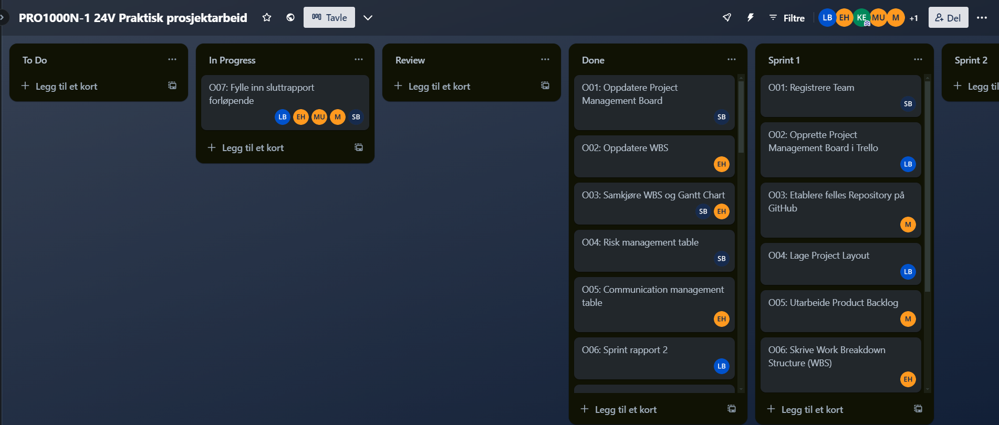 PRO1000N-1 24V Praktisk prosjektarbeid
Tavle
Filtre
LB EH KE MU M +1
Del
To Do
Legg til et kort
In Progress
O07: Fylle inn sluttrapport
forløpende
LB EH MU M SB
Legg til et kort
Review
Legg til et kort
Done
O01: Oppdatere Project
Management Board
SB
O02: Oppdatere WBS
EH
O03: Samkjøre WBS og Gantt Chart
SB EH
O04: Risk management table
SB
O05: Communication management
table
EH
O06: Sprint rapport 2
LB
Legg til et kort
Sprint 1
O01: Registrere Team
SB
O02: Opprette Project
Management Board i Trello
LB
O03: Etablere felles Repository på
GitHub
M
O04: Lage Project Layout
LB
O05: Utarbeide Product Backlog
M
O06: Skrive Work Breakdown
Structure (WBS)
EH
Legg til et kort
Sprint 2
Legg til